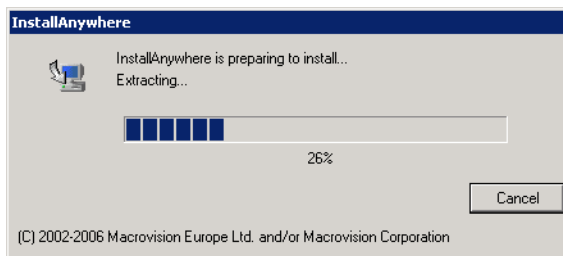 InstallAnywhere
InstallAnywhere is preparing to install...
Extracting...
26%
Cancel
(C) 2002-2006 Macrovision Europe Ltd. and/or Macrovision Corporation